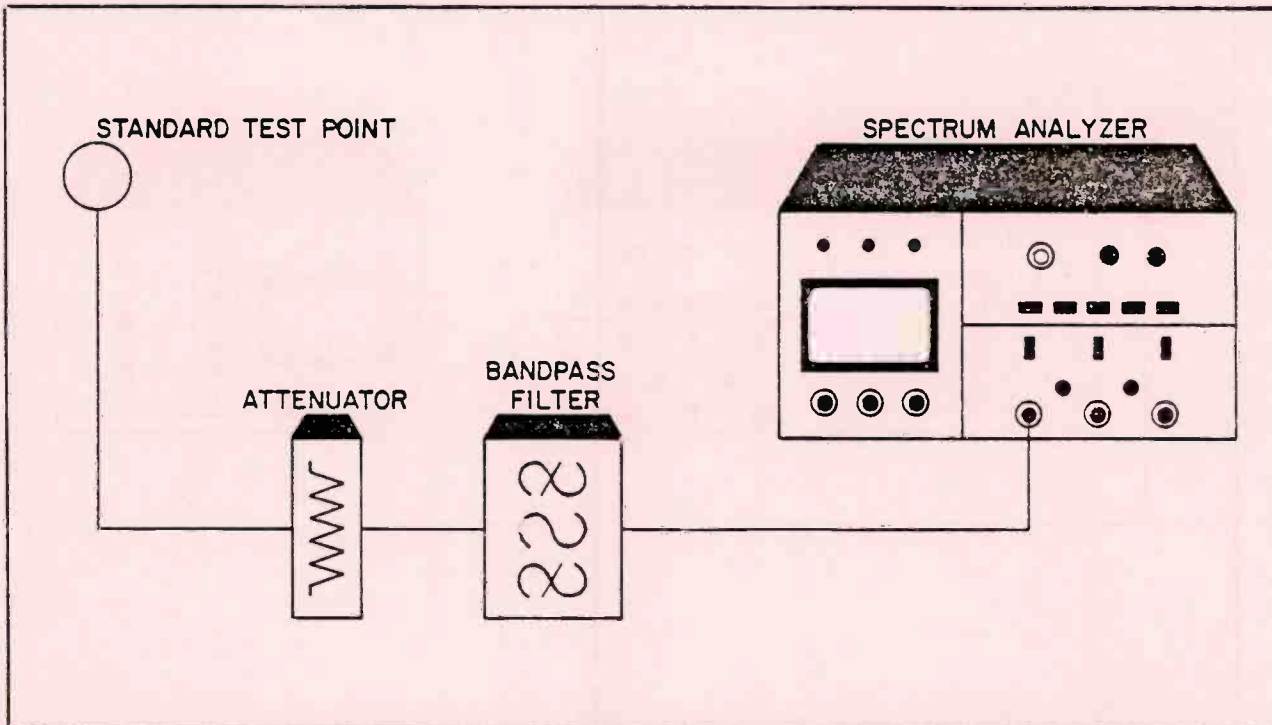 STANDARD TEST POINT
SPECTRUM ANALYZER
ATTENUATOR
BANDPASS
FILTER